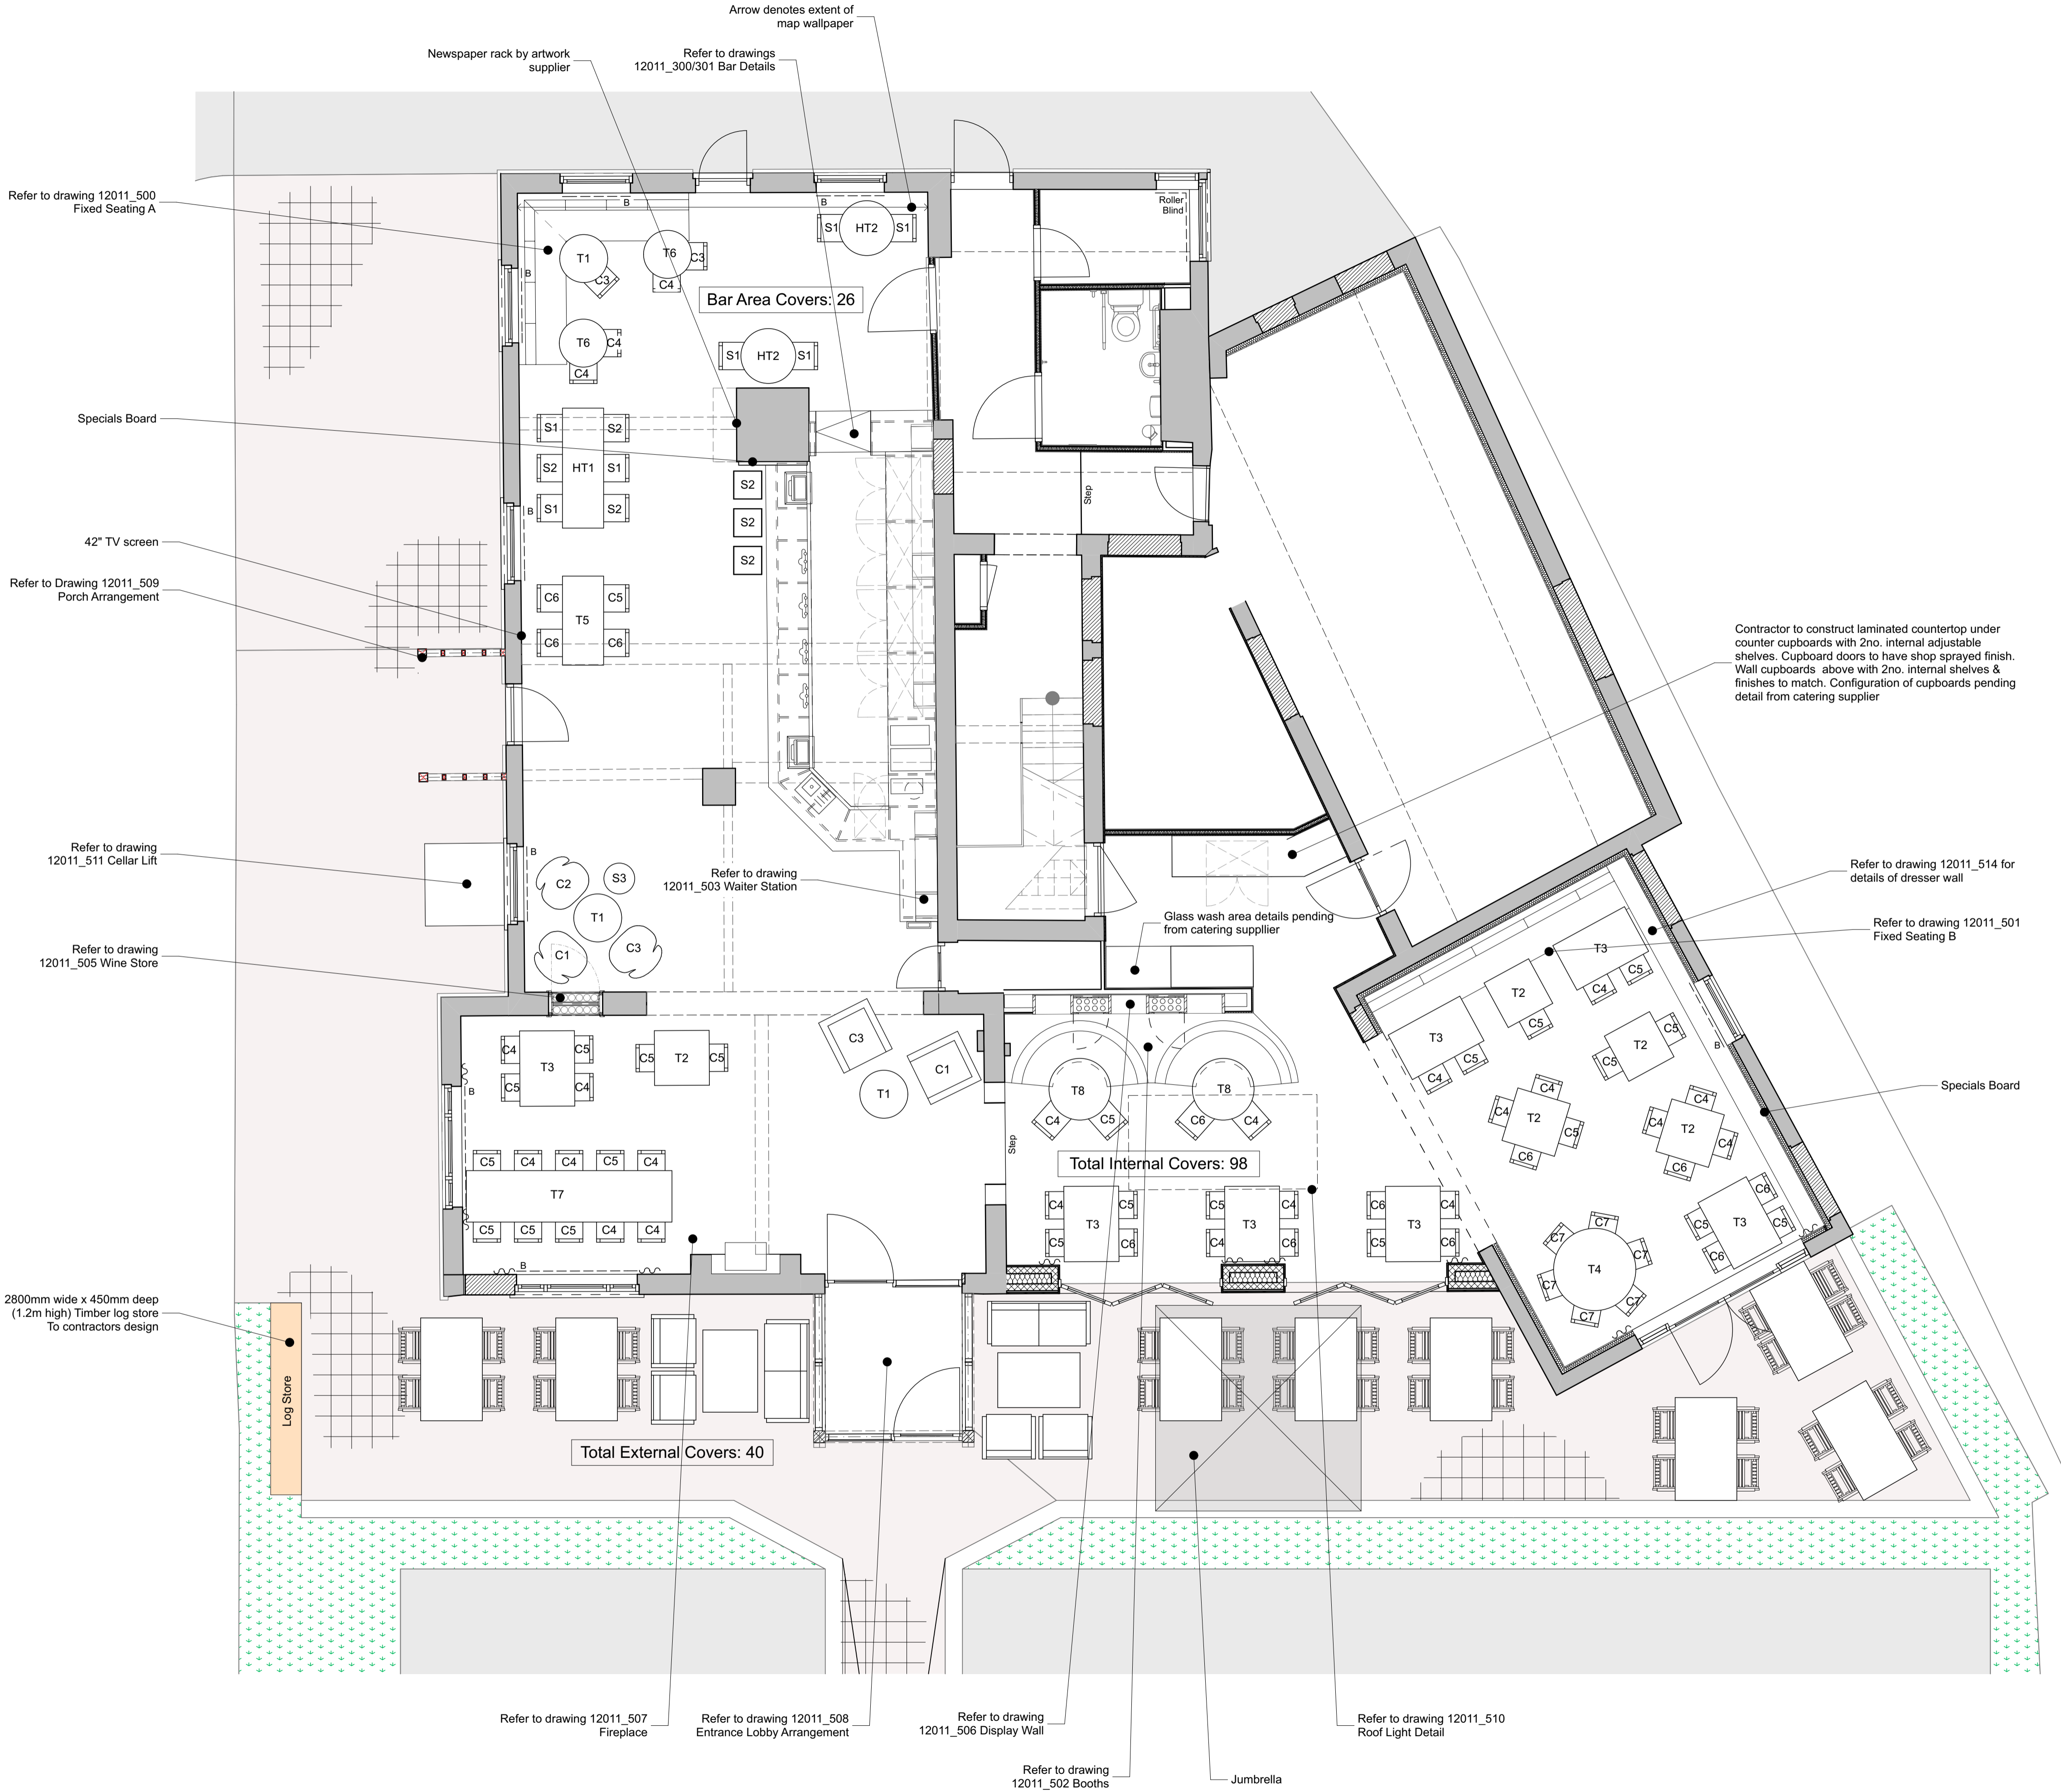 Arrow denotes extent of
map wallpaper
Newspaper rack by artwork
supplier
Refer to drawings
12011_300/301 Bar Details
Refer to drawing 12011_500
Fixed Seating A
Roller
Blind
B
B
S1
HT2
S1
T1
C3
T6
C3
C4
B
Bar Area Covers: 26
T6
C4
C4
S1
HT2
S1
Specials Board
S1
S2
S2
HT1
S1
S1
S2
S2
S2
S2
Step
B
42" TV screen
Refer to Drawing 12011_509
Porch Arrangement
C6
C5
T5
C6
C6
Contractor to construct laminated countertop under
counter cupboards with 2no. internal adjustable
shelves. Cupboard doors to have shop sprayed finish.
Wall cupboards above with 2no. internal shelves &
finishes to match. Configuration of cupboards pending
detail from catering supplier
Refer to drawing
12011_511 Cellar Lift
B
C2
S3
T1
C1
C3
Refer to drawing
12011_503 Waiter Station
Refer to drawing 12011_514 for
details of dresser wall
Glass wash area details pending
from catering suppllier
Refer to drawing 12011_501
Fixed Seating B
Refer to drawing
12011_505 Wine Store
T3
C5
C4
T2
C5
T3
C5
C4
T2
C5
C5
B
C4
C5
T3
C5
C4
C5
T2
C5
C3
C1
T1
B
T8
C4
C5
T8
C6
C4
Step
C4
C4
T2
C5
C6
C4
C4
T2
C4
C6
Specials Board
Total Internal Covers: 98
C5
C4
C4
C5
C4
T7
C5
C5
C5
C4
C4
C4
C5
T3
C5
C6
C5
C4
T3
C4
C6
C6
C4
T3
C5
C6
C6
C5
T3
C5
C6
C7
C7
C7
T4
C7
C7
C7
B
2800mm wide x 450mm deep
(1.2m high) Timber log store
To contractors design
Log Store
Total External Covers: 40
Refer to drawing 12011_507
Fireplace
Refer to drawing 12011_508
Entrance Lobby Arrangement
Refer to drawing
12011_506 Display Wall
Refer to drawing 12011_510
Roof Light Detail
Refer to drawing
12011_502 Booths
Jumbrella